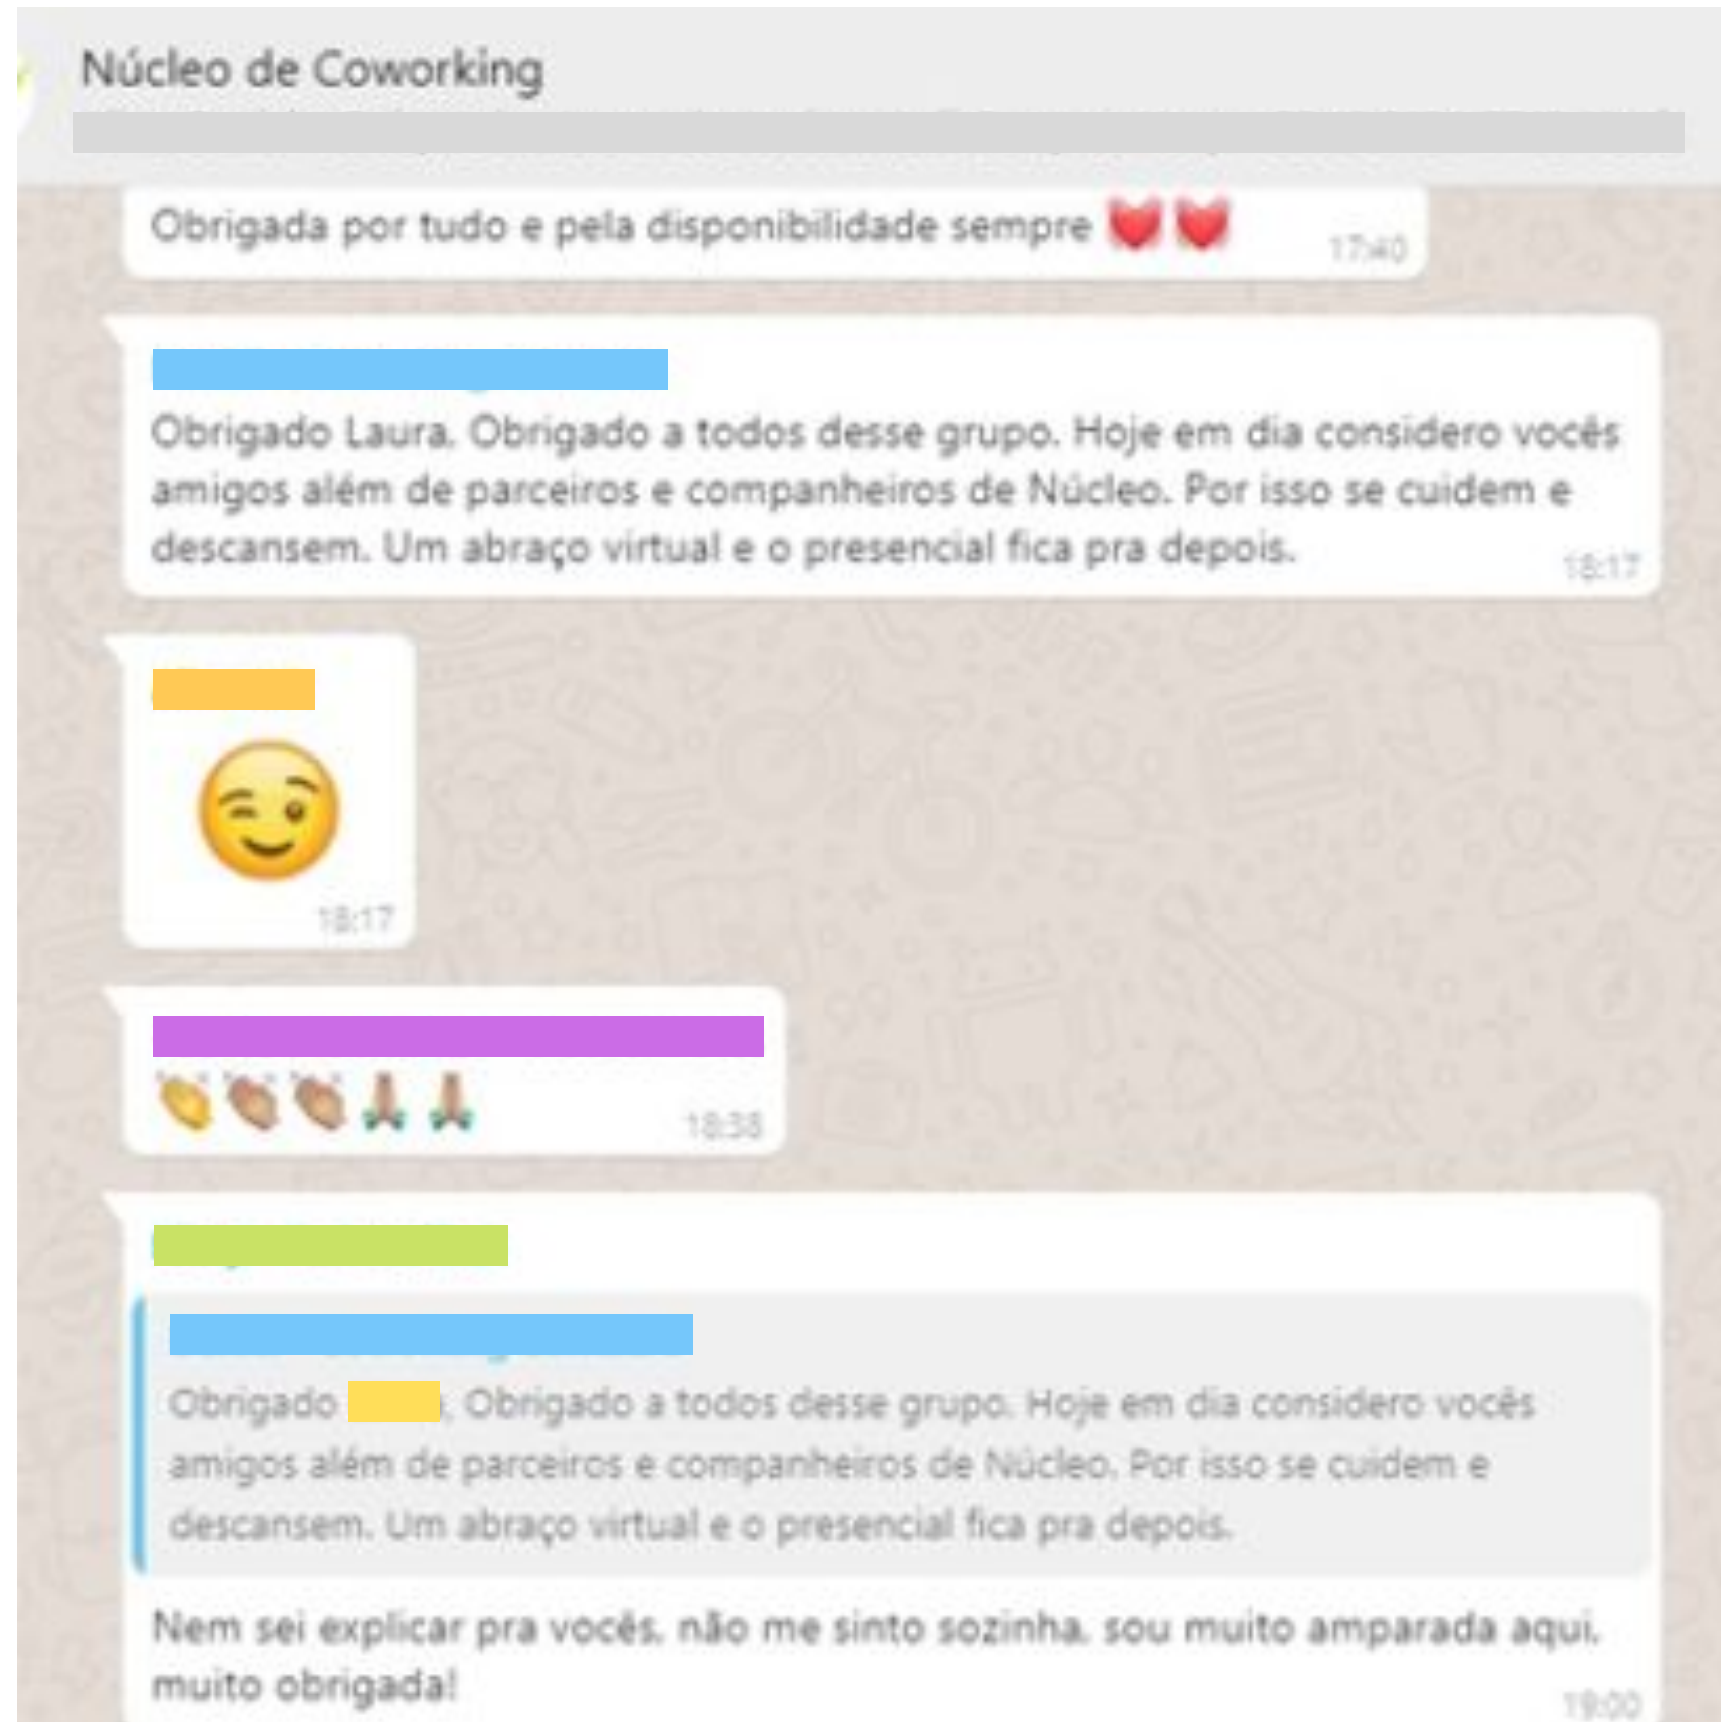 Núcleo de Coworking
Obrigada por tudo e pela disponibilidade sempre ❤️ ❤️
17:40
Obrigado Laura. Obrigado a todos desse grupo. Hoje em dia considero vocês
amigos além de parceiros e companheiros de Núcleo. Por isso se cuidem e
descansem. Um abraço virtual e o presencial fica pra depois.
18:17
😉
18:17
👏👏🏽👏🏽🙏🏽🙏🏽
18:38
Obrigado , Obrigado a todos desse grupo. Hoje em dia considero vocês
amigos além de parceiros e companheiros de Núcleo. Por isso se cuidem e
descansem. Um abraço virtual e o presencial fica pra depois.
Nem sei explicar pra vocês, não me sinto sozinha, sou muito amparada aqui,
muito obrigada!
19:00